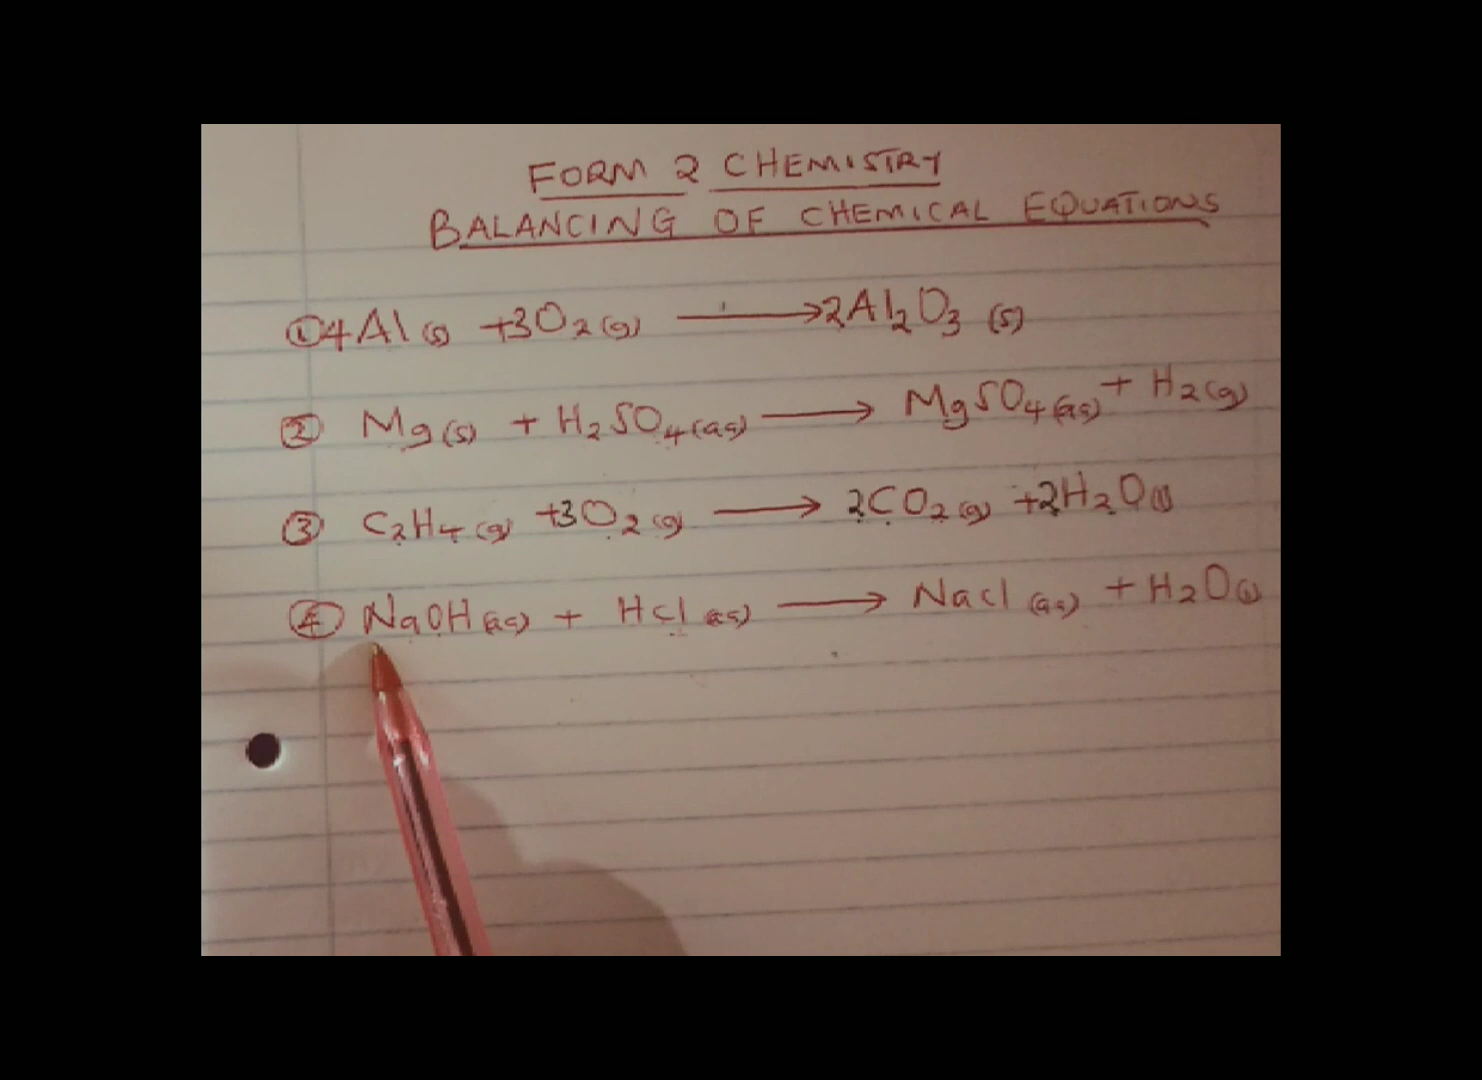 FORM 2 CHEMISTRY
BALANCING OF CHEMICAL EQUATIONS
① 4Al(s) +3O2(g) ⟶ 2Al2O3 (s)
② Mg(s) + H2SO4(aq) ⟶ MgSO4(aq) + H2(g)
③ C2H4(g) +3O2(g) ⟶ 2CO2(g) +2H2O(l)
④ NaOH(aq) + HCl(aq) ⟶ Nacl(aq) + H2O(l)